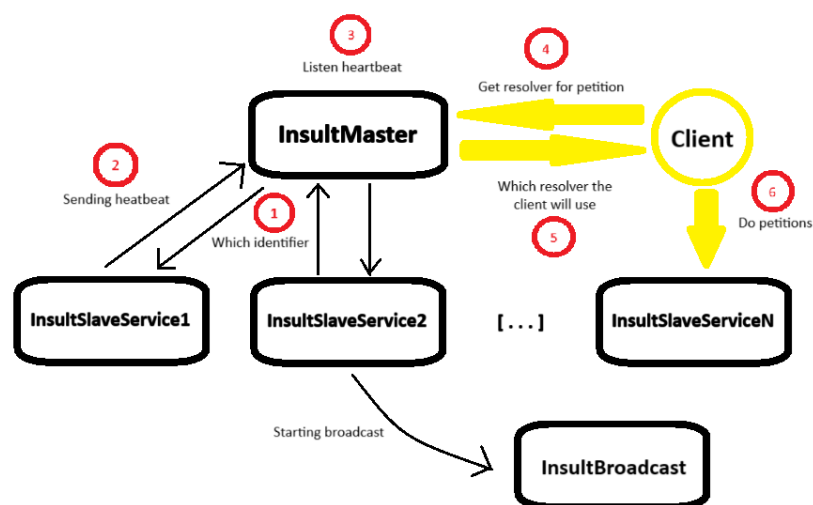 3
Listen heartbeat
4
Get resolver for petition
InsultMaster
Client
2
Sending heatbeat
1
Which identifier
Which resolver the
client will use
5
6
Do petitions
InsultSlaveService1
InsultSlaveService2
[...]
InsultSlaveServiceN
Starting broadcast
InsultBroadcast